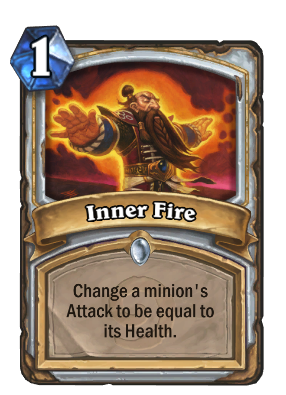 1
Inner Fire
Change a minion's
Attack to be equal to
its Health.